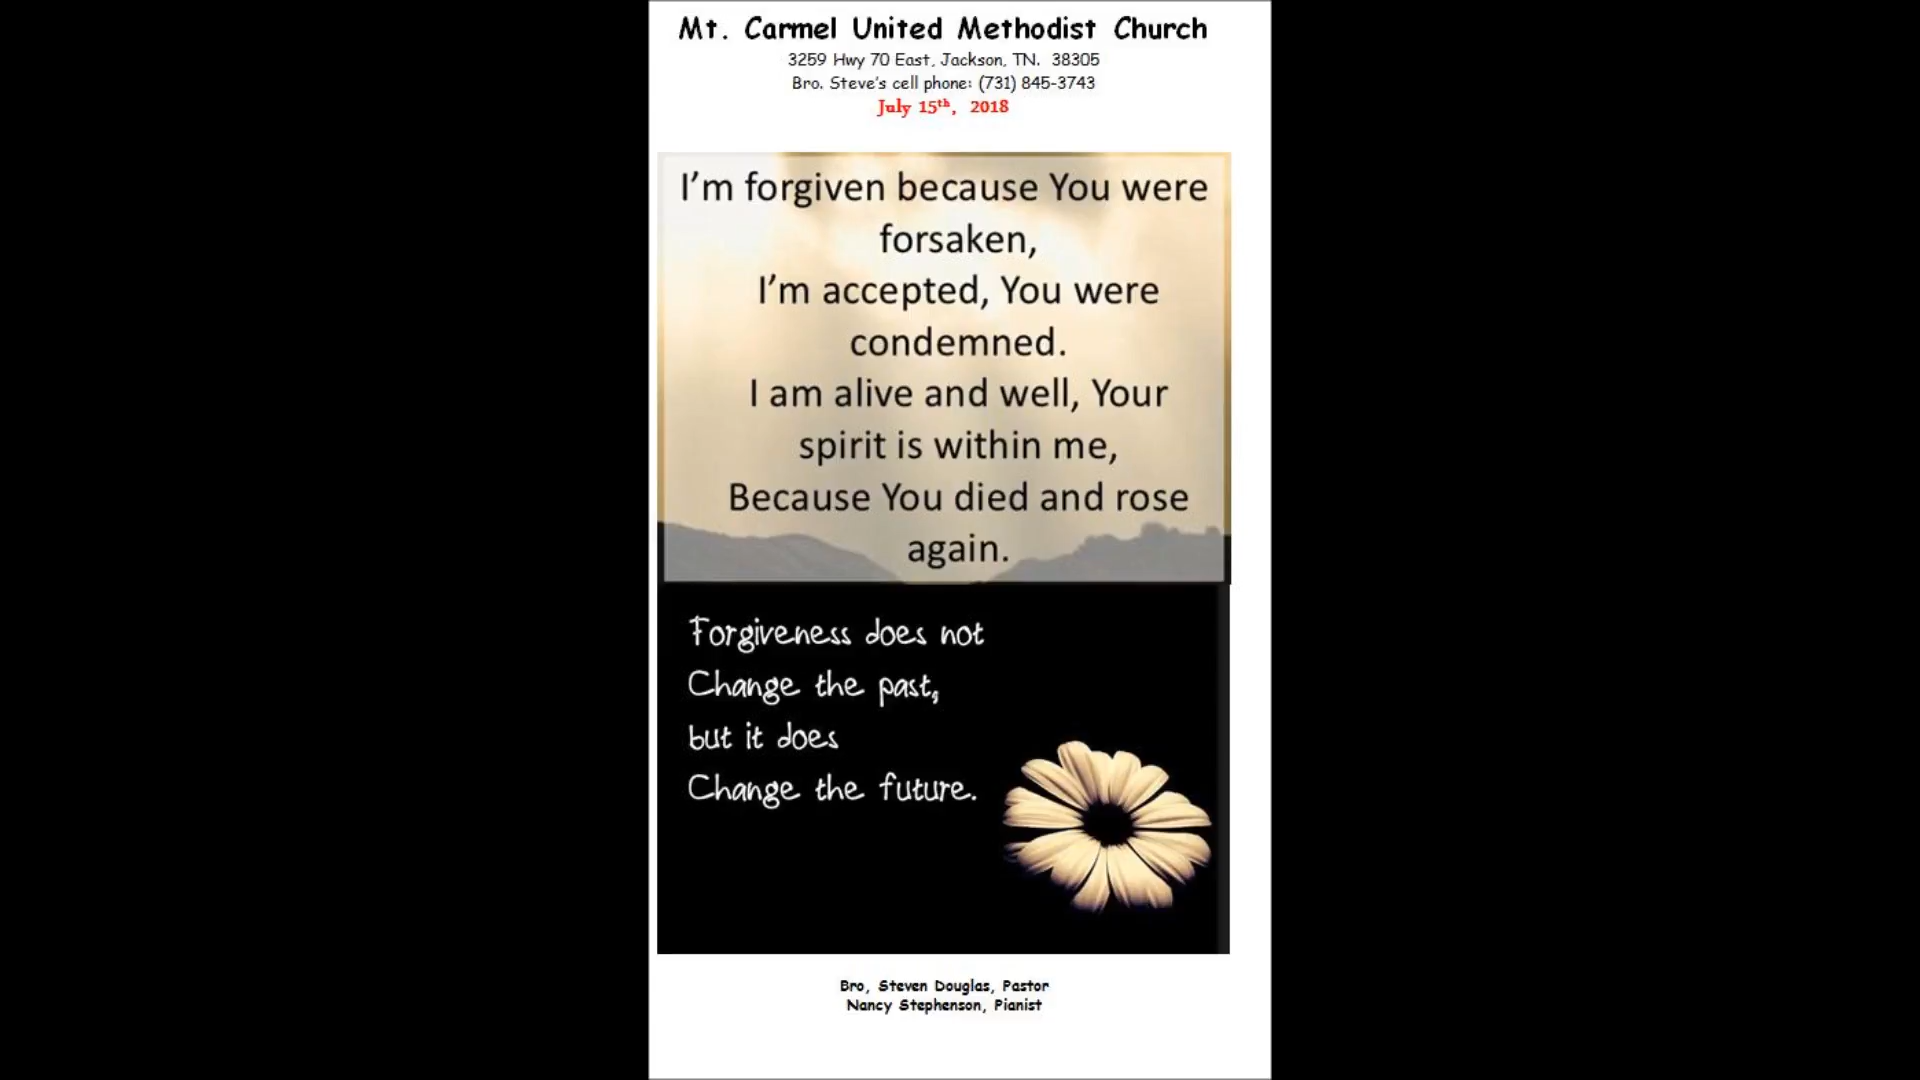 Mt. Carmel United Methodist Church
3259 Hwy 70 East, Jackson, TN. 38305
Bro. Steve's cell phone: (731) 845-3743
July 15th, 2018
I'm forgiven because You were
forsaken,
I'm accepted, You were
condemned.
I am alive and well, Your
spirit is within me,
Because You died and rose
again.
Forgiveness does not
Change the past,
but it does
Change the future.
Bro, Steven Douglas, Pastor
Nancy Stephenson, Pianist